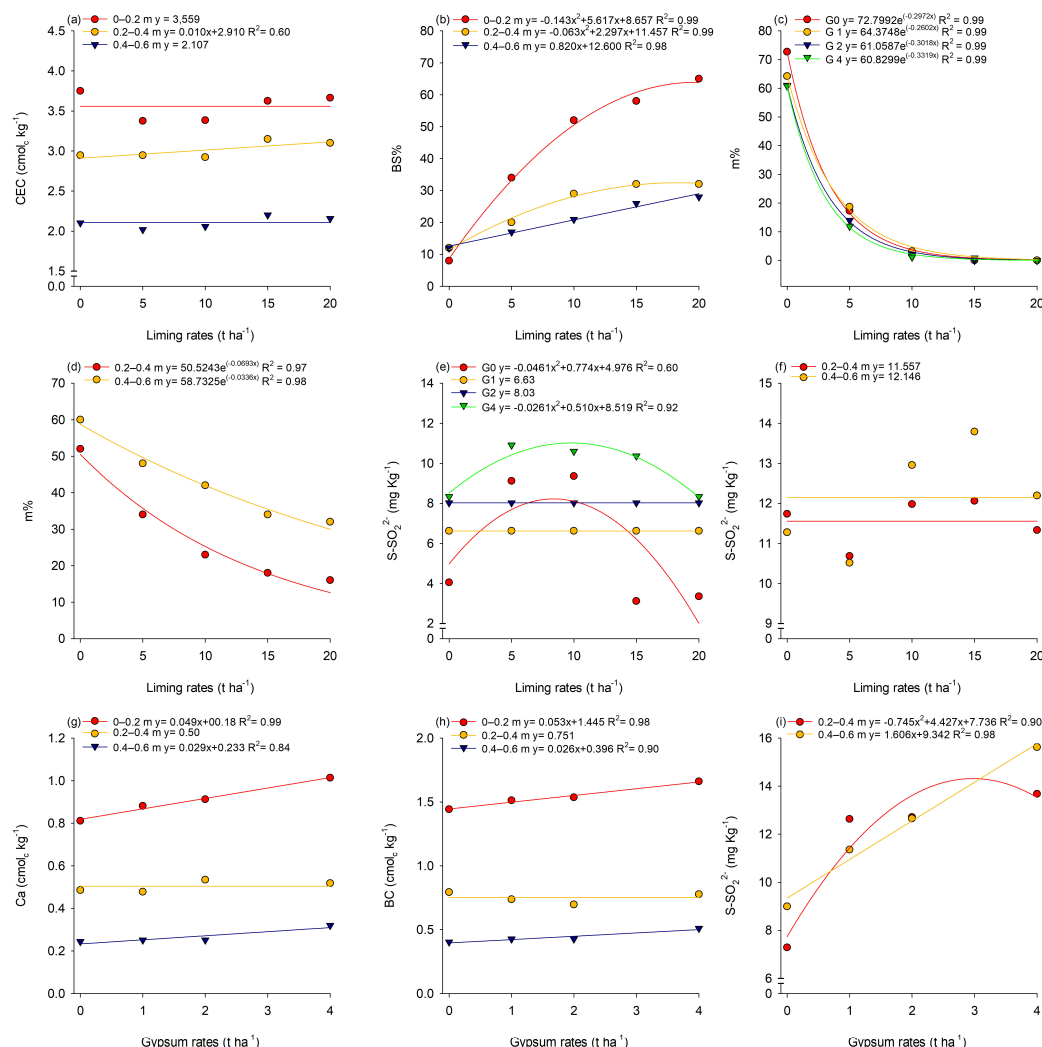 (a)
0–0.2 m y = 3,559
0.2–0.4 m y= 0.010x+2.910 R² = 0.60
0.4–0.6 m y = 2.107
4.5
4.0
3.5
3.0
2.5
2.0
1.5
0.0
CEC (cmol_c kg⁻¹)
0 5 10 15 20
Liming rates (t ha⁻¹)
(b)
0–0.2 m y= -0.143x²+5.617x+8.657 R² = 0.99
0.2–0.4 m y= -0.063x²+2.297x+11.457 R² = 0.99
0.4–0.6 m y= 0.820x+12.600 R² = 0.98
80
70
60
50
40
30
20
10
0
BS%
0 5 10 15 20
Liming rates (t ha⁻¹)
(c)
G0 y= 72.7992e^(-0.2972x) R² = 0.99
G 1 y= 64.3748e^(-0.2602x) R² = 0.99
G 2 y= 61.0587e^(-0.3018x) R² = 0.99
G 4 y= 60.8299e^(-0.3319x) R² = 0.99
80
70
60
50
40
30
20
10
0
m%
0 5 10 15 20
Liming rates (t ha⁻¹)
(d)
0.2–0.4 m y= 50.5243e^(-0.0693x) R² = 0.97
0.4–0.6 m y= 58.7325e^(-0.0336x) R² = 0.98
70
60
50
40
30
20
10
0
m%
0 5 10 15 20
Liming rates (t ha⁻¹)
(e)
G0 y= -0.0461x²+0.774x+4.976 R² = 0.60
G1 y= 6.63
G2 y= 8.03
G4 y= -0.0261x²+0.510x+8.519 R² = 0.92
14
12
10
8
6
4
2
0
S-SO₂²⁻ (mg Kg⁻¹)
0 5 10 15 20
Liming rates (t ha⁻¹)
(f)
0.2–0.4 m y= 11.557
0.4–0.6 m y= 12.146
15
14
13
12
11
10
9
0
S-SO₂²⁻ (mg Kg⁻¹)
0 5 10 15 20
Liming rates (t ha⁻¹)
(g)
0–0.2 m y= 0.049x+00.18 R² = 0.99
0.2–0.4 m y= 0.50
0.4–0.6 m y= 0.029x+0.233 R² = 0.84
1.2
1.0
0.8
0.6
0.4
0.2
0.0
Ca (cmol_c kg⁻¹)
0 1 2 3 4
Gypsum rates (t ha⁻¹)
(h)
0–0.2 m y= 0.053x+1.445 R² = 0.98
0.2–0.4 m y= 0.751
0.4–0.6 m y= 0.026x+0.396 R² = 0.90
2.0
1.5
1.0
0.5
0.0
BC (cmol_c kg⁻¹)
0 1 2 3 4
Gypsum rates (t ha⁻¹)
(i)
0.2–0.4 m y= -0.745x²+4.427x+7.736 R² = 0.90
0.4–0.6 m y= 1.606x+9.342 R² = 0.98
16
14
12
10
8
6
0
S-SO₂²⁻ (mg Kg⁻¹)
0 1 2 3 4
Gypsum rates (t ha⁻¹)